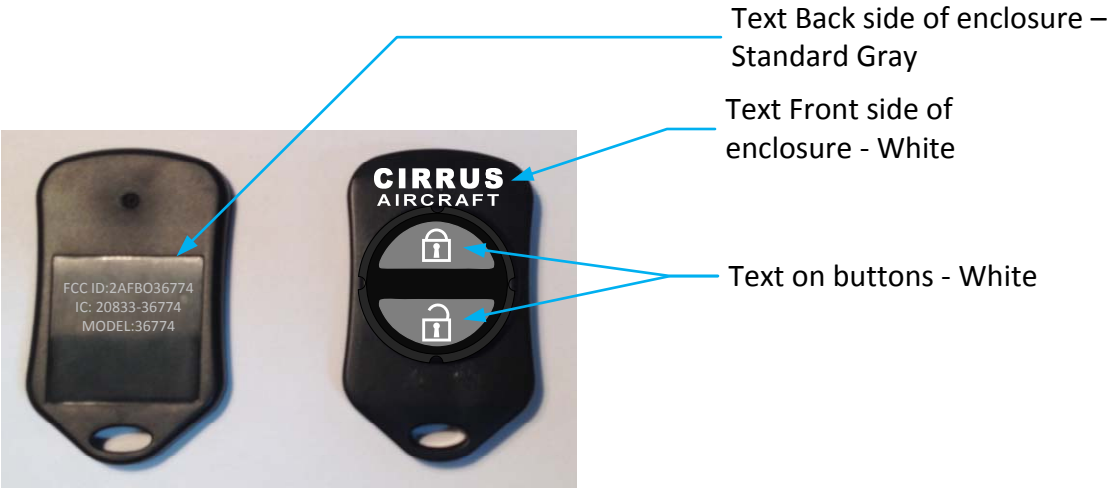 Text Back side of enclosure –
Standard Gray
Text Front side of
enclosure - White
CIRRUS
AIRCRAFT
Text on buttons - White
FCC ID:2AFBO36774
IC: 20833-36774
MODEL:36774